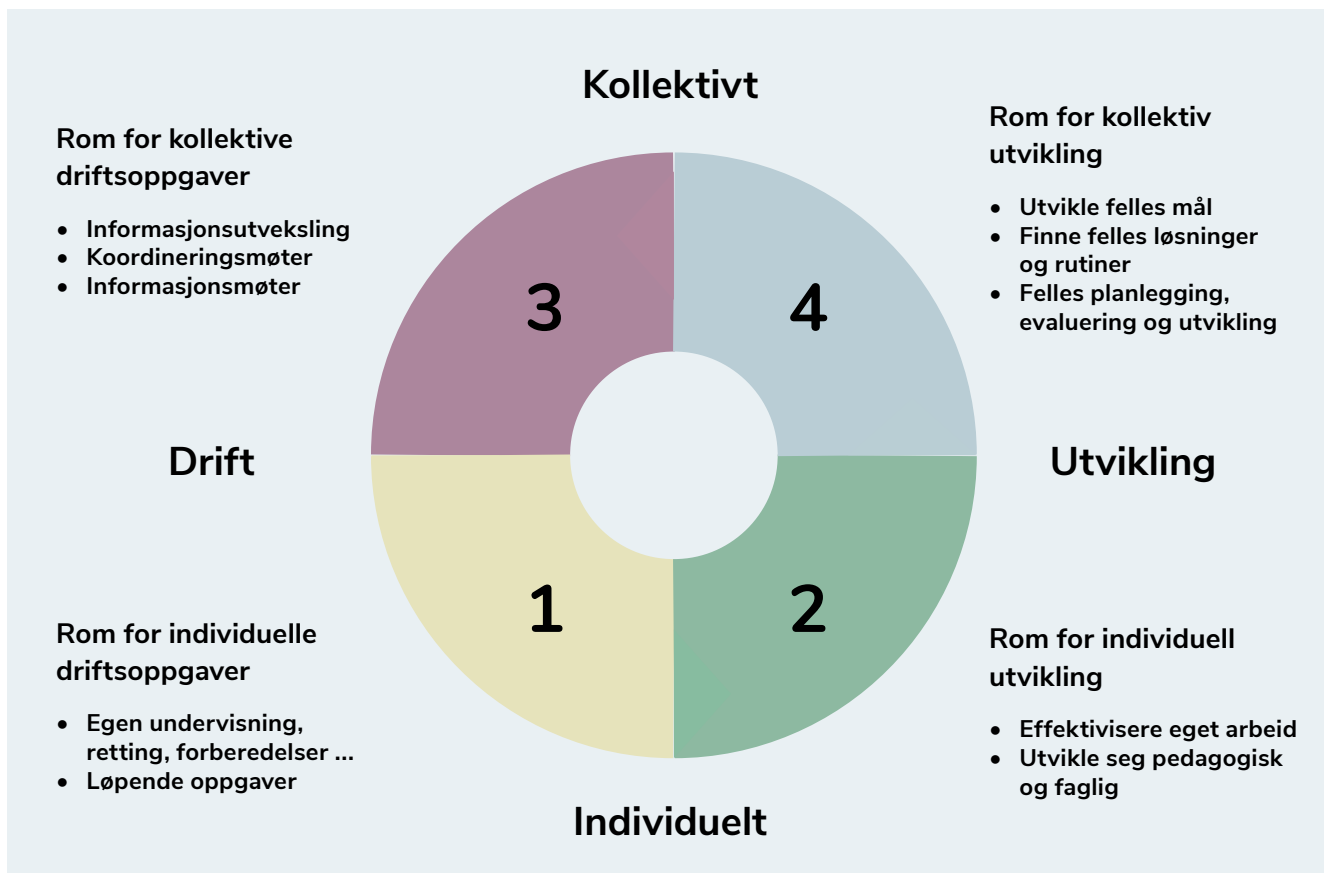 Kollektivt
Rom for kollektive
driftsoppgaver
• Informasjonsutveksling
• Koordineringsmøter
• Informasjonsmøter
Rom for kollektiv
utvikling
• Utvikle felles mål
• Finne felles løsninger
og rutiner
• Felles planlegging,
evaluering og utvikling
3
4
Drift
Utvikling
1
2
Rom for individuelle
driftsoppgaver
• Egen undervisning,
retting, forberedelser ...
• Løpende oppgaver
Rom for individuell
utvikling
• Effektivisere eget arbeid
• Utvikle seg pedagogisk
og faglig
Individuelt